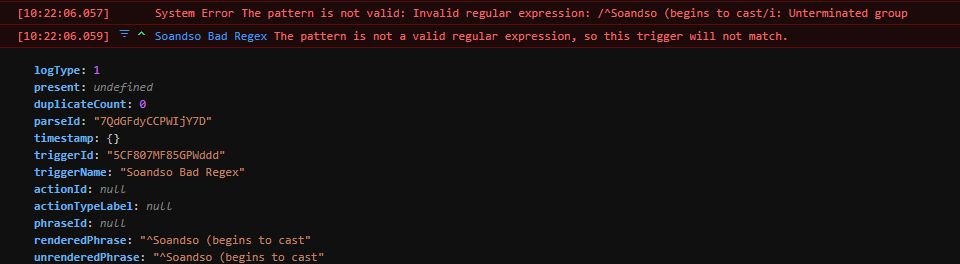 [10:22:06.057] System Error The pattern is not valid: Invalid regular expression: /^Soandso (begins to cast/i: Unterminated group
[10:22:06.059] Soandso Bad Regex The pattern is not a valid regular expression, so this trigger will not match.
logType: 1
present: undefined
duplicateCount: 0
parseId: "7QdGFdyCCPWIjY7D"
timestamp: {}
triggerId: "5CF807MF85GPWddd"
triggerName: "Soandso Bad Regex"
actionId: null
actionTypeLabel: null
phraseId: null
renderedPhrase: "^Soandso (begins to cast"
unrenderedPhrase: "^Soandso (begins to cast"